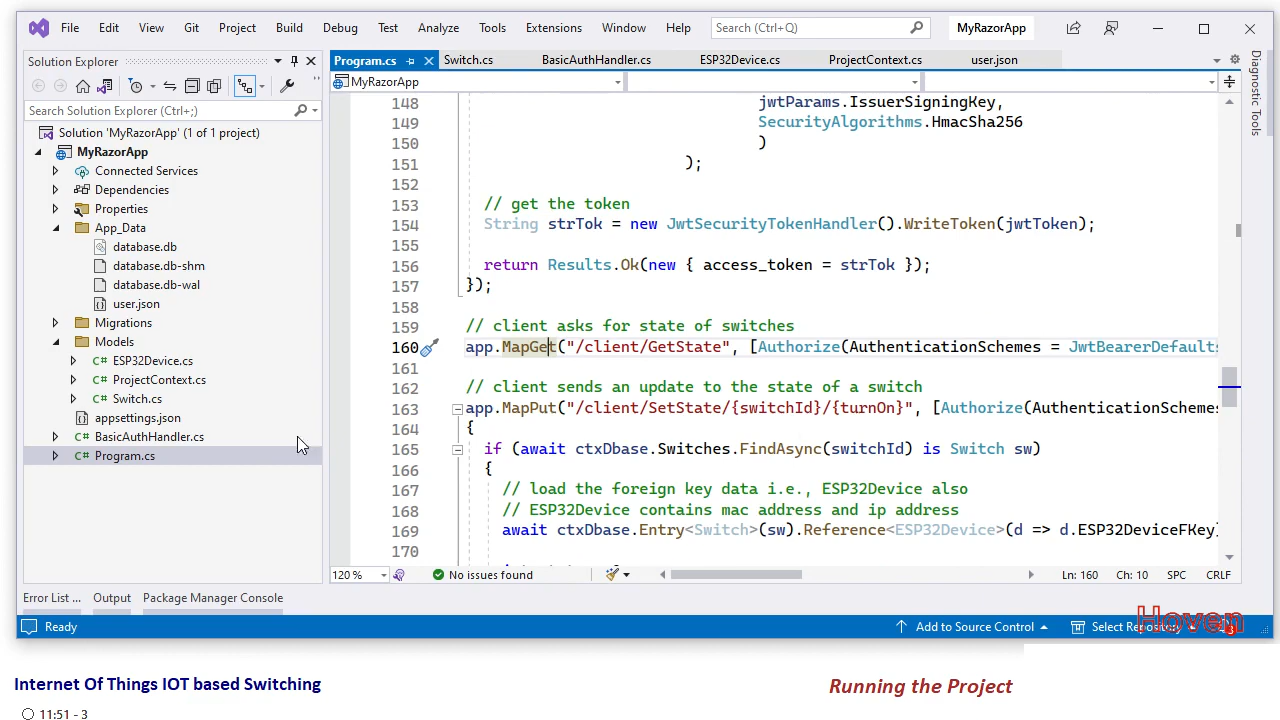 File Edit View Git Project Build Debug Test Analyze Tools Extensions Window Help Search (Ctrl+Q) MyRazorApp
Solution Explorer
Search Solution Explorer (Ctrl+;)
Solution 'MyRazorApp' (1 of 1 project)
MyRazorApp
Connected Services
Dependencies
Properties
App_Data
database.db
database.db-shm
database.db-wal
user.json
Migrations
Models
ESP32Device.cs
ProjectContext.cs
Switch.cs
appsettings.json
BasicAuthHandler.cs
Program.cs
Program.cs Switch.cs BasicAuthHandler.cs ESP32Device.cs ProjectContext.cs user.json
MyRazorApp
148 jwtParams.IssuerSigningKey,
149 SecurityAlgorithms.HmacSha256
150 )
151 );
152
153 // get the token
154 String strTok = new JwtSecurityTokenHandler().WriteToken(jwtToken);
155
156 return Results.Ok(new { access_token = strTok });
157 });
158
159 // client asks for state of switches
160 app.MapGet("/client/GetState", [Authorize(AuthenticationSchemes = JwtBearerDefaults
161
162 // client sends an update to the state of a switch
163 app.MapPut("/client/SetState/{switchId}/{turnOn}", [Authorize(AuthenticationSchemes
164 {
165 if (await ctxDbase.Switches.FindAsync(switchId) is Switch sw)
166 {
167 // load the foreign key data i.e., ESP32Device also
168 // ESP32Device contains mac address and ip address
169 await ctxDbase.Entry<Switch>(sw).Reference<ESP32Device>(d => d.ESP32DeviceFKey)
170
120 % No issues found Ln: 160 Ch: 10 SPC CRLF
Diagnostic Tools
Error List ... Output Package Manager Console
Ready Add to Source Control Select Repository 3
Hoven
Internet Of Things IOT based Switching
Running the Project
11:51 - 3